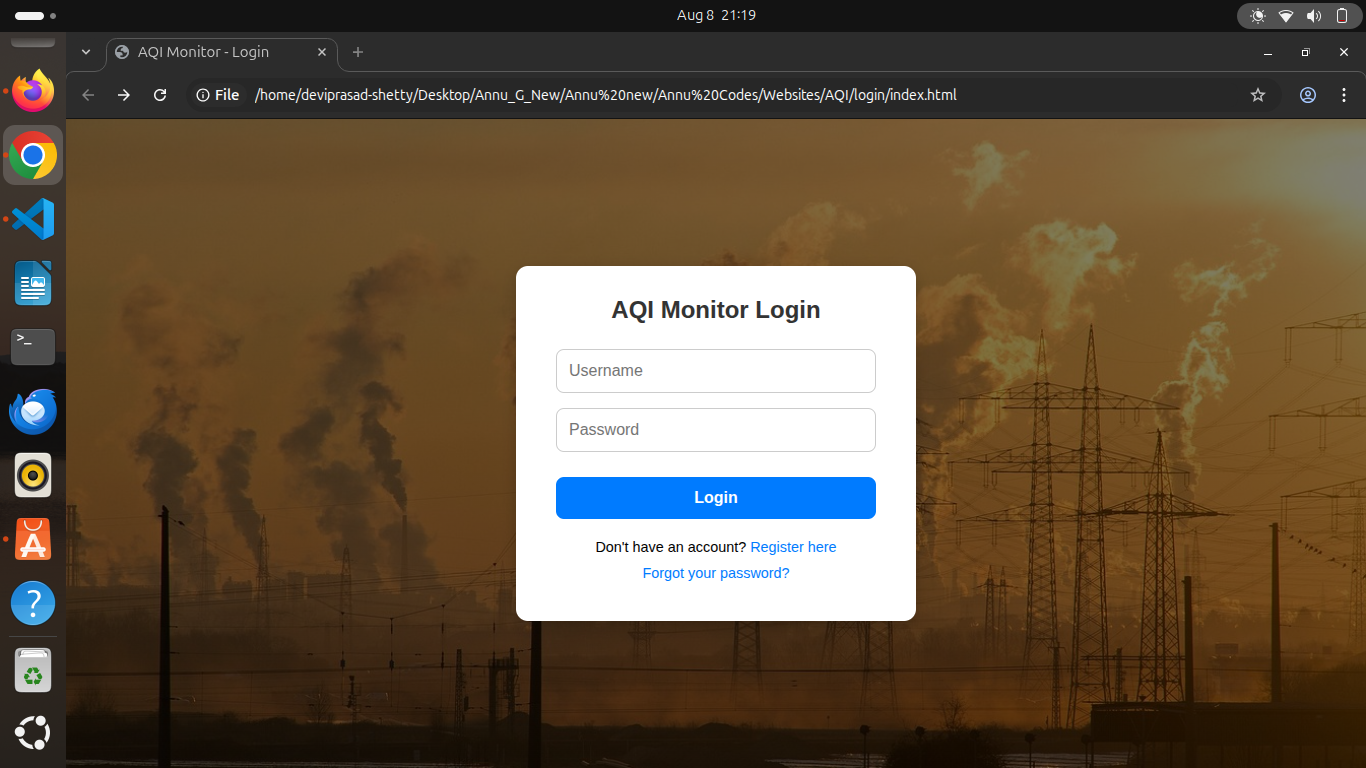 Aug 8 21:19
AQI Monitor - Login
File /home/deviprasad-shetty/Desktop/Annu_G_New/Annu%20new/Annu%20Codes/Websites/AQI/login/index.html
AQI Monitor Login
Username
Password
Login
Don't have an account? Register here
Forgot your password?